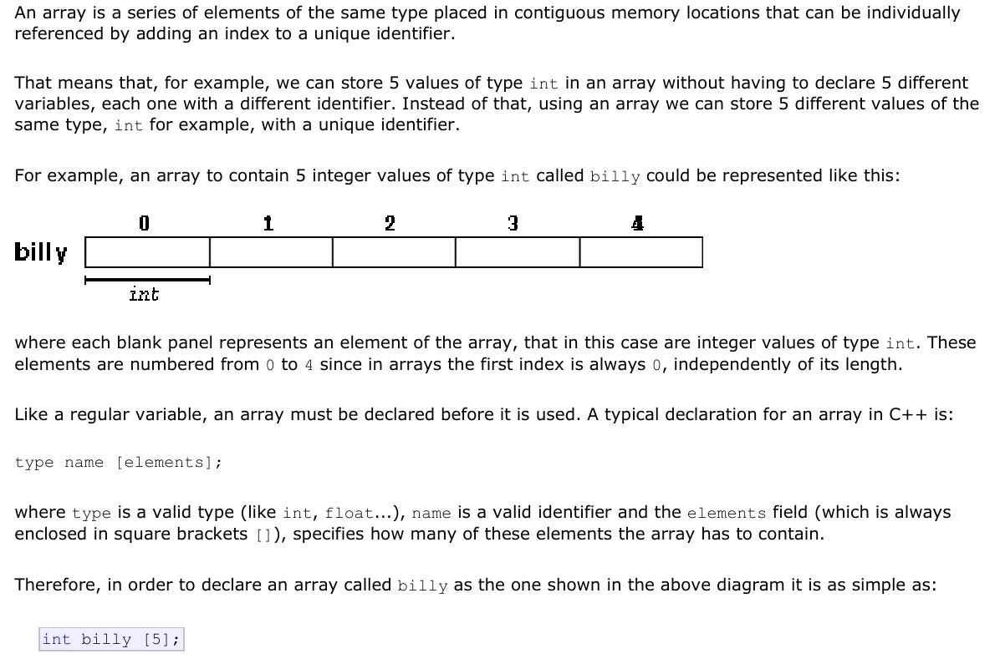 An array is a series of elements of the same type placed in contiguous memory locations that can be individually
referenced by adding an index to a unique identifier.
That means that, for example, we can store 5 values of type int in an array without having to declare 5 different
variables, each one with a different identifier. Instead of that, using an array we can store 5 different values of the
same type, int for example, with a unique identifier.
For example, an array to contain 5 integer values of type int called billy could be represented like this:
0 1 2 3 4
billy
int
where each blank panel represents an element of the array, that in this case are integer values of type int. These
elements are numbered from 0 to 4 since in arrays the first index is always 0, independently of its length.
Like a regular variable, an array must be declared before it is used. A typical declaration for an array in C++ is:
type name [elements];
where type is a valid type (like int, float...), name is a valid identifier and the elements field (which is always
enclosed in square brackets []), specifies how many of these elements the array has to contain.
Therefore, in order to declare an array called billy as the one shown in the above diagram it is as simple as:
int billy [5];